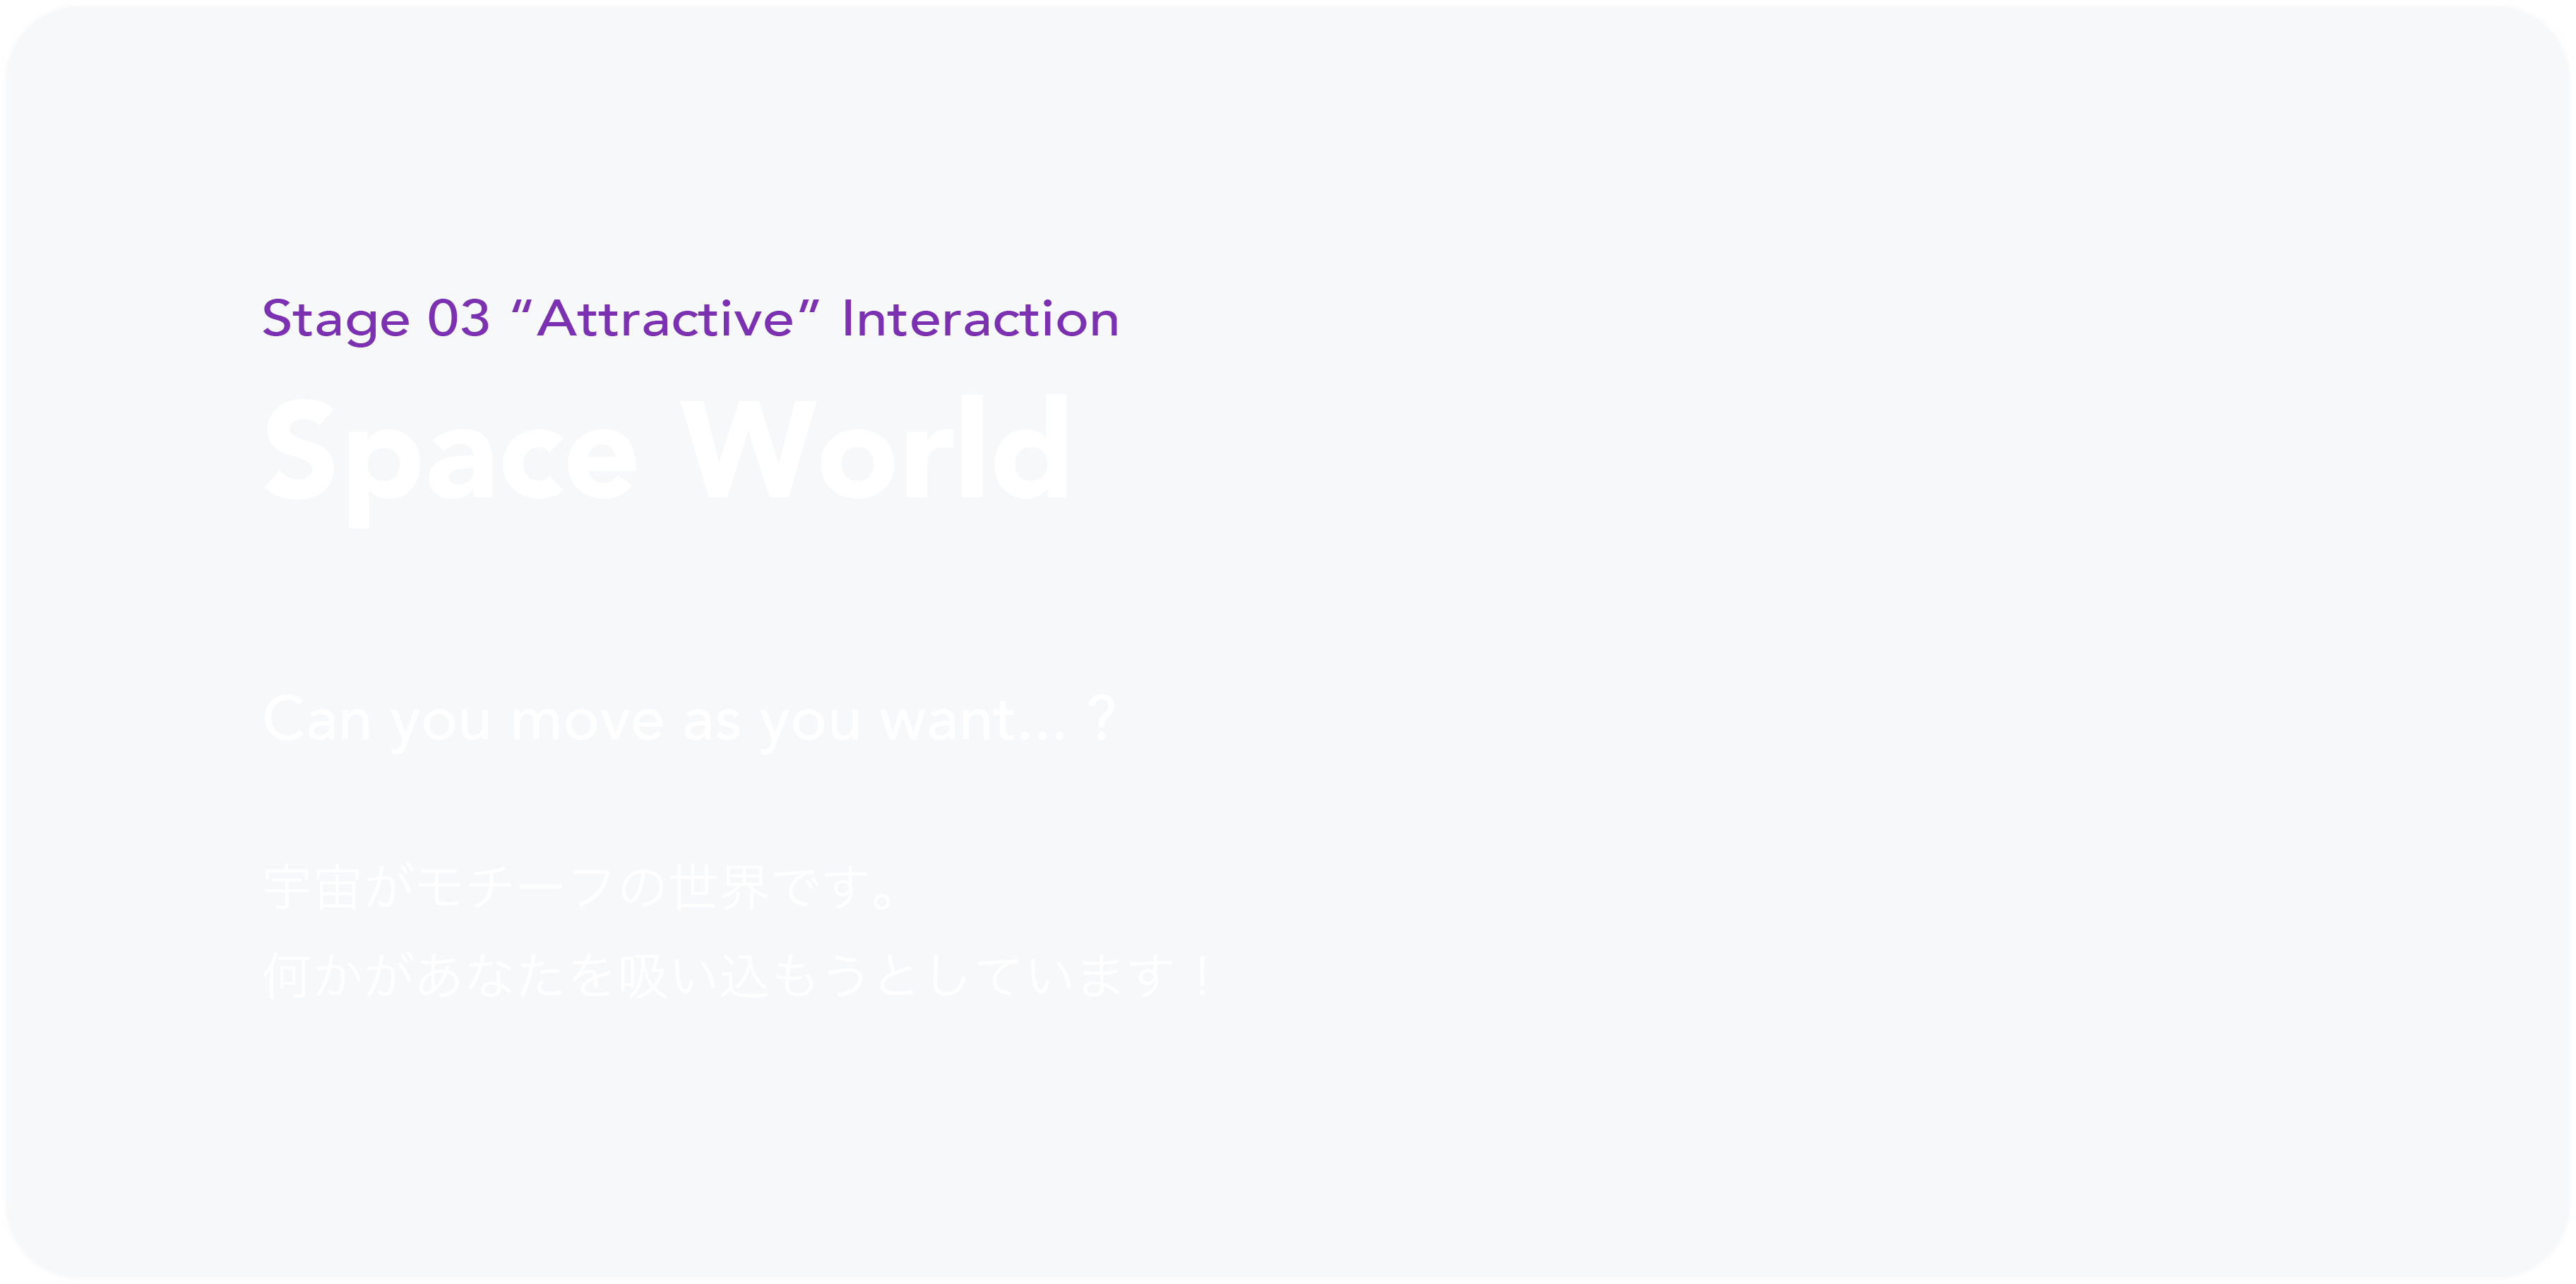 Stage 03 “Attractive” Interaction
Space World
Can you move as you want... ?
宇宙がモチーフの世界です。
何かがあなたを吸い込もうとしています！